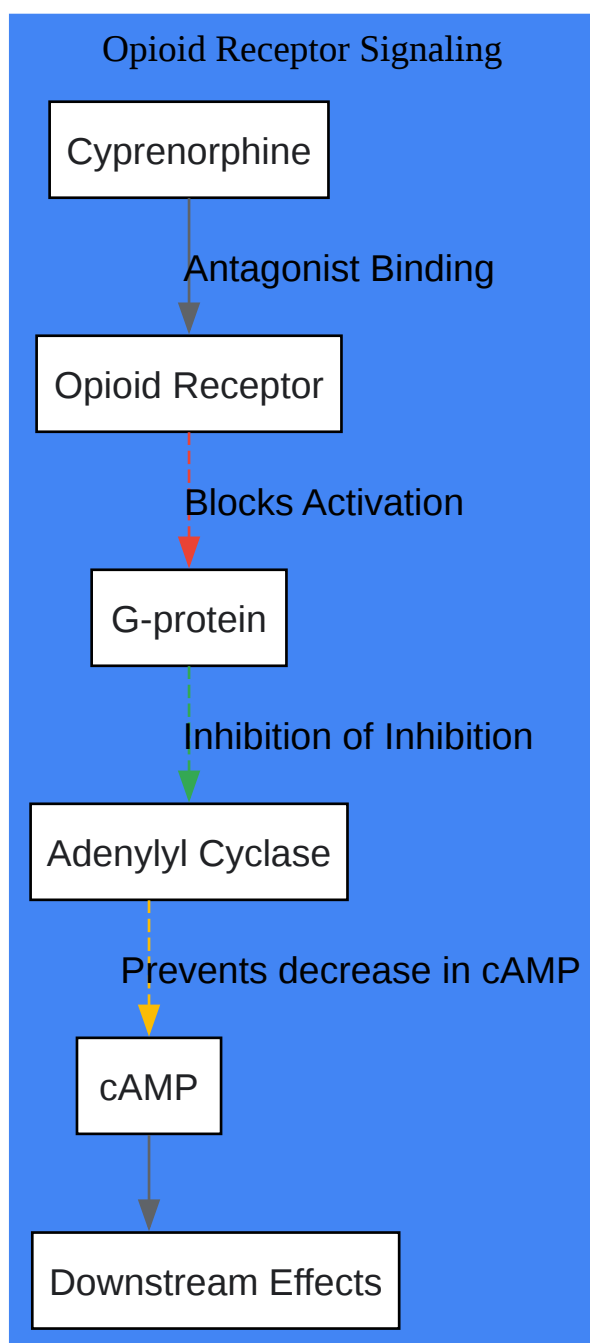 Opioid Receptor Signaling
Cyprenorphine
Antagonist Binding
Opioid Receptor
Blocks Activation
G-protein
Inhibition of Inhibition
Adenylyl Cyclase
Prevents decrease in cAMP
cAMP
Downstream Effects